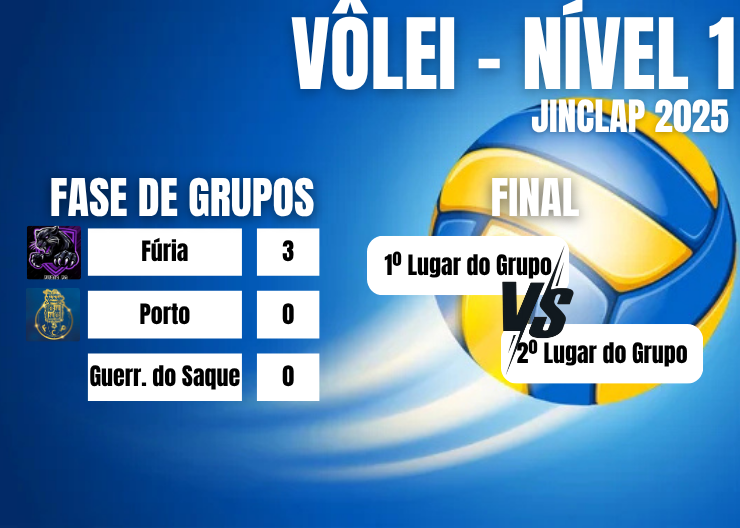 VÔLEI - NÍVEL 1
JINCLAP 2025
FASE DE GRUPOS
Fúria 3
Porto 0
Guerr. do Saque 0
FINAL
1º Lugar do Grupo
VS
2º Lugar do Grupo